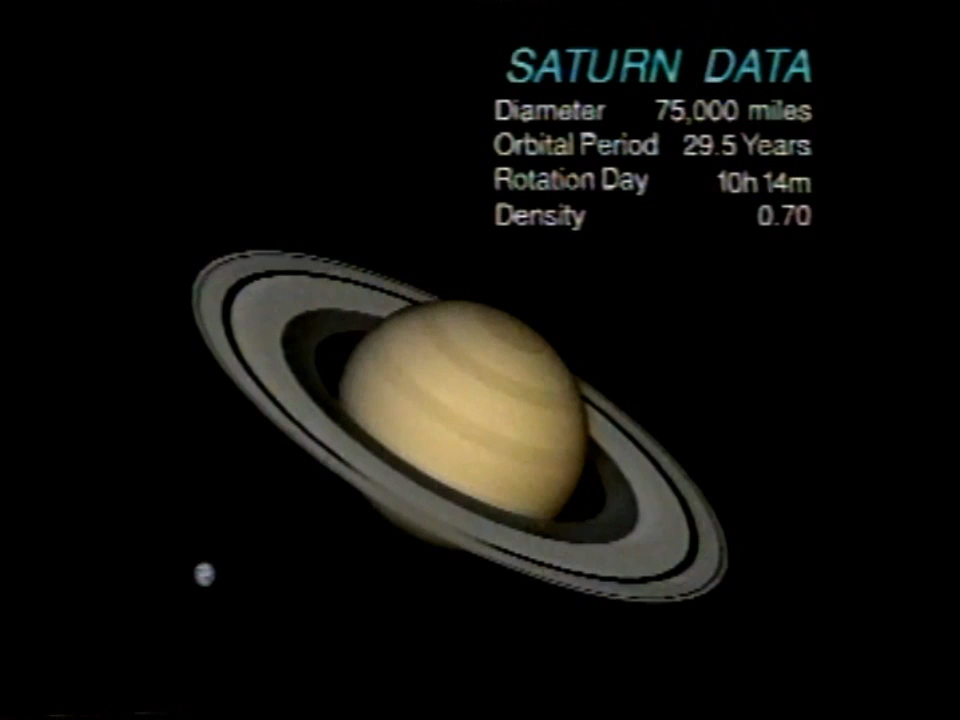 SATURN DATA
Diameter 75,000 miles
Orbital Period 29.5 Years
Rotation Day 10h 14m
Density 0.70